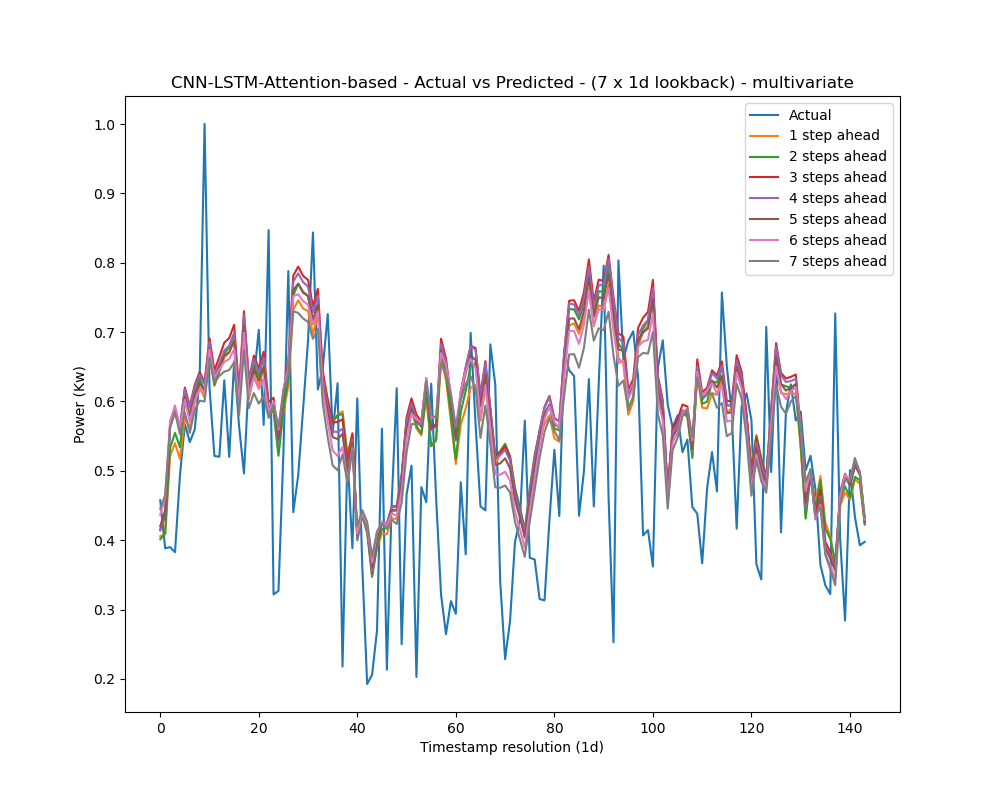 CNN-LSTM-Attention-based - Actual vs Predicted - (7 x 1d lookback) - multivariate
Actual
1 step ahead
2 steps ahead
3 steps ahead
4 steps ahead
5 steps ahead
6 steps ahead
7 steps ahead
Power (Kw)
1.0
0.9
0.8
0.7
0.6
0.5
0.4
0.3
0.2
0 20 40 60 80 100 120 140
Timestamp resolution (1d)